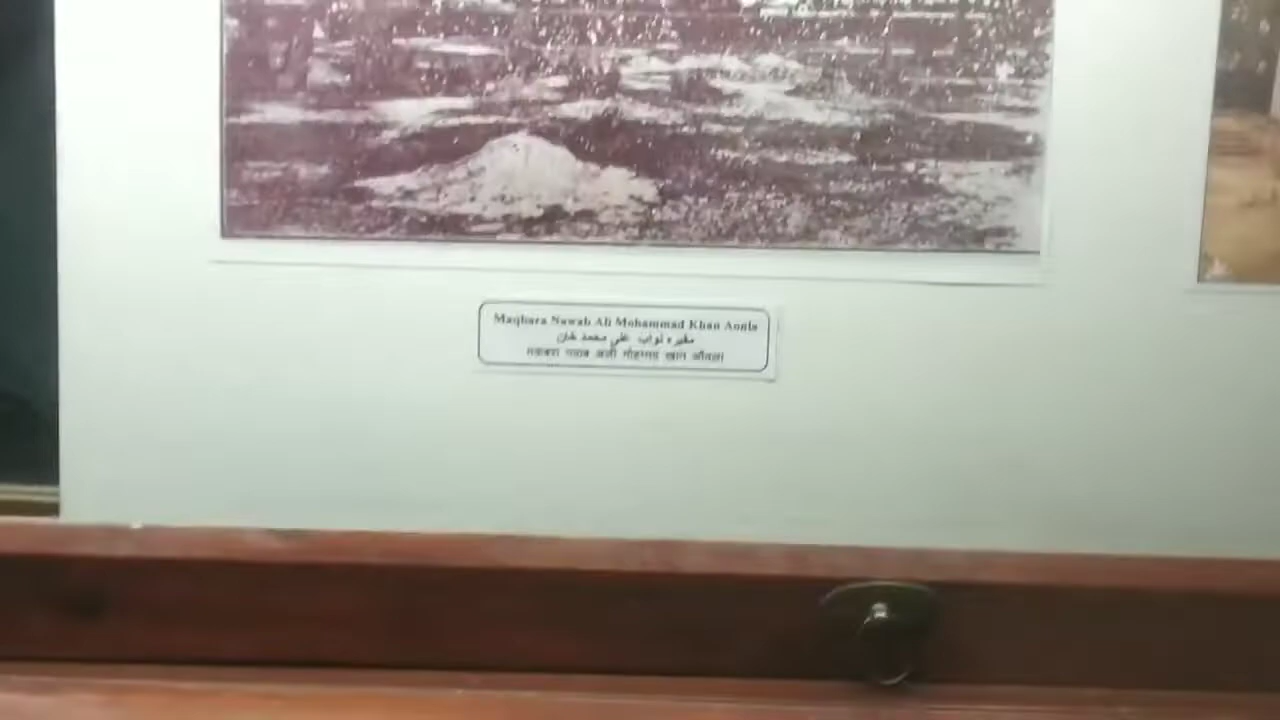 Maqbara Nawab Ali Mohammad Khan Aonla
مقبرہ نواب علی محمد خان
मकबरा नवाब अली मोहम्मद खान आँवला